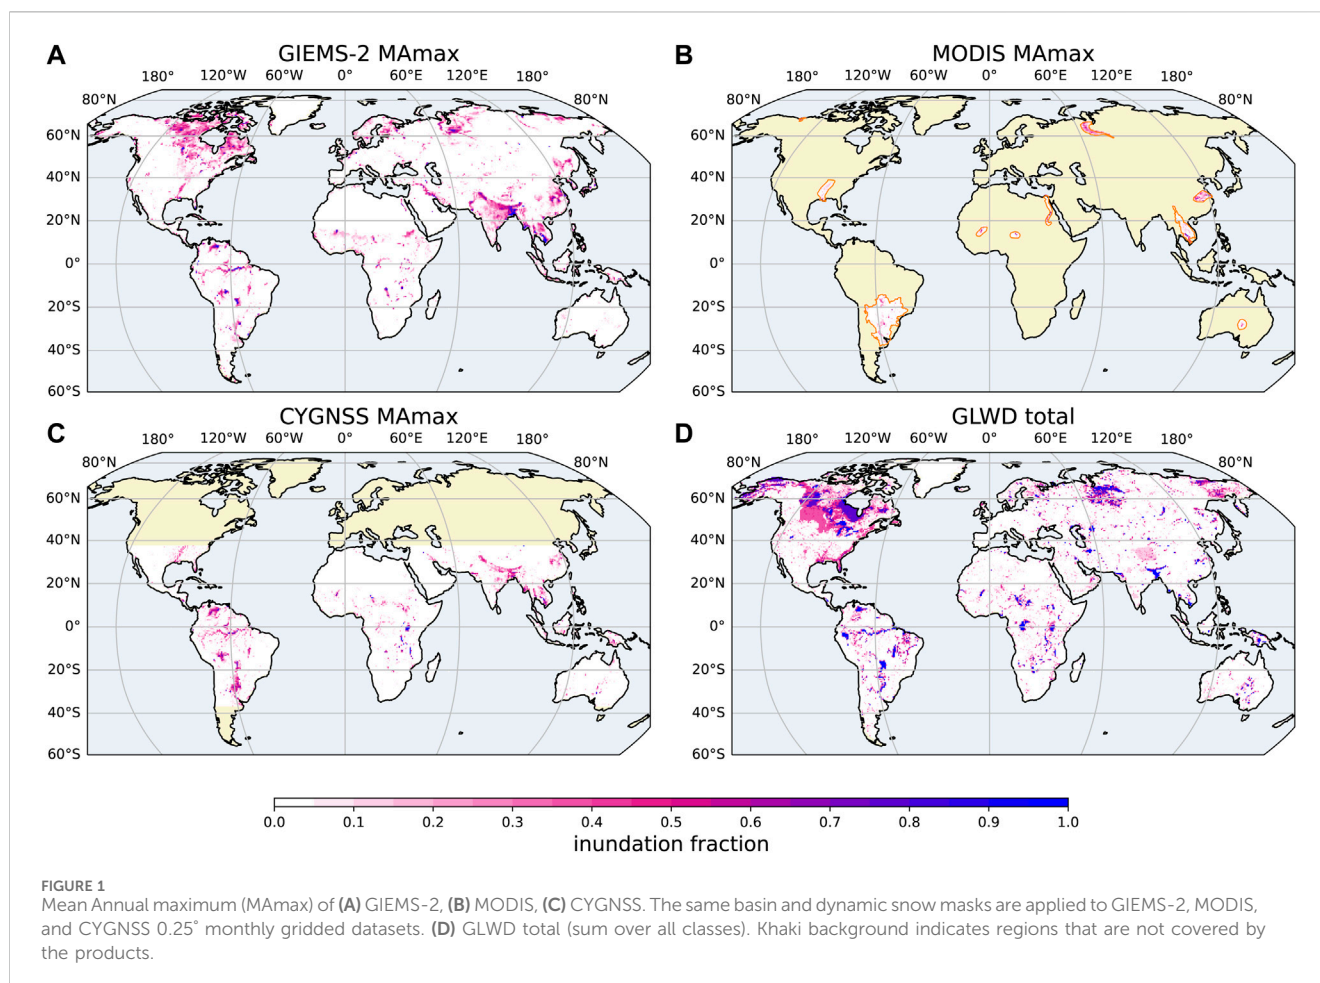 A
GIEMS-2 MAmax
180° 120°W 60°W 0° 60°E 120°E 180°
80°N 80°N
60°N
40°N
20°N
0°
20°S
40°S
60°S
B
MODIS MAmax
180° 120°W 60°W 0° 60°E 120°E 180°
80°N 80°N
60°N
40°N
20°N
0°
20°S
40°S
60°S
C
CYGNSS MAmax
180° 120°W 60°W 0° 60°E 120°E 180°
80°N 80°N
60°N
40°N
20°N
0°
20°S
40°S
60°S
D
GLWD total
180° 120°W 60°W 0° 60°E 120°E 180°
80°N 80°N
60°N
40°N
20°N
0°
20°S
40°S
60°S
0.0 0.1 0.2 0.3 0.4 0.5 0.6 0.7 0.8 0.9 1.0
inundation fraction
FIGURE 1
Mean Annual maximum (MAmax) of (A) GIEMS-2, (B) MODIS, (C) CYGNSS. The same basin and dynamic snow masks are applied to GIEMS-2, MODIS,
and CYGNSS 0.25° monthly gridded datasets. (D) GLWD total (sum over all classes). Khaki background indicates regions that are not covered by
the products.